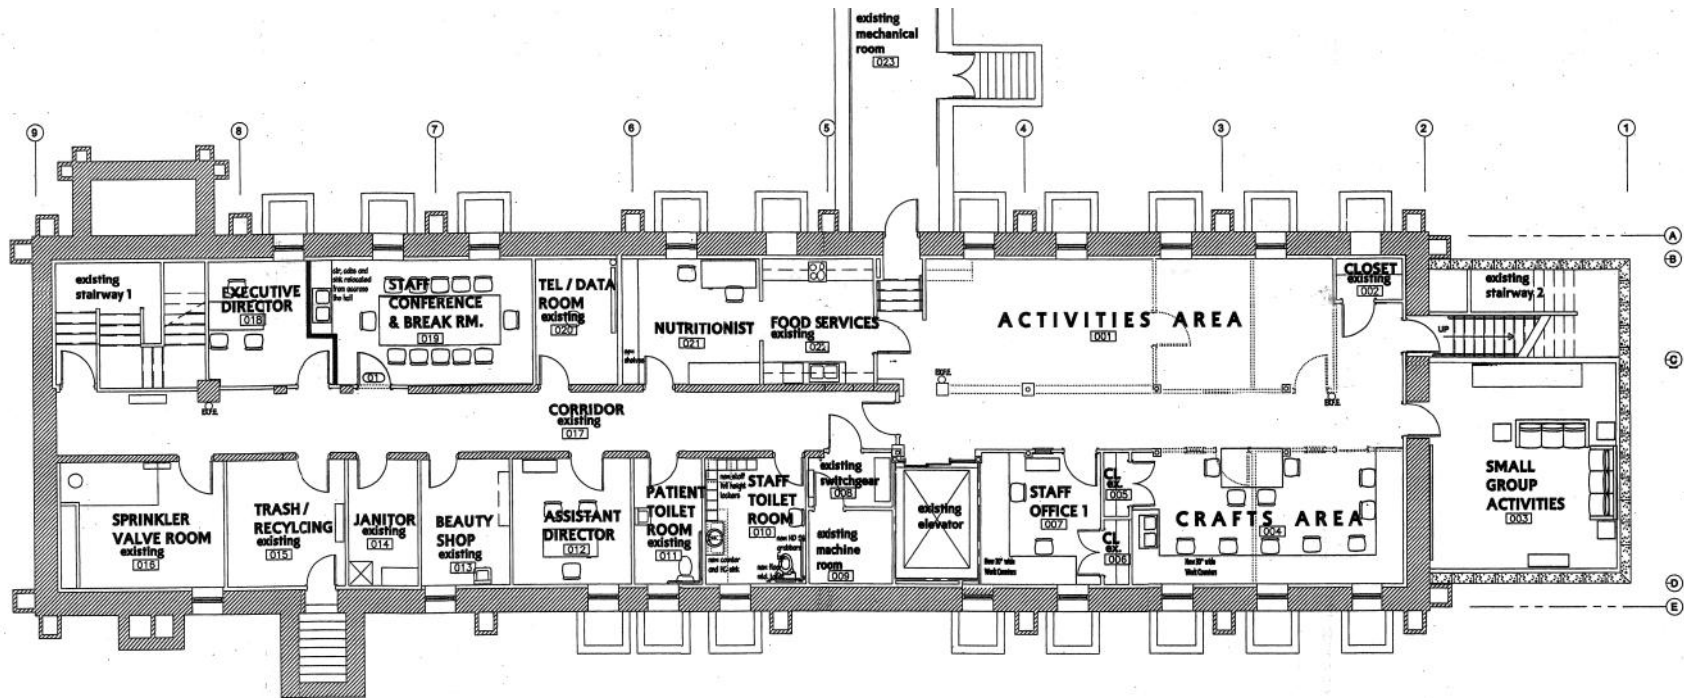 existing
mechanical
room
023
9
8
7
6
5
4
3
2
1
A
B
C
D
E
existing
stairway 1
EXECUTIVE
DIRECTOR
018
STAFF
CONFERENCE
& BREAK RM.
019
01
TEL / DATA
ROOM
existing
020
NUTRITIONIST
021
FOOD SERVICES
existing
022
ACTIVITIES AREA
001
CLOSET
existing
002
existing
stairway 2
UP
CORRIDOR
existing
017
SPRINKLER
VALVE ROOM
existing
016
TRASH /
RECYLCING
existing
015
JANITOR
existing
014
BEAUTY
SHOP
existing
013
ASSISTANT
DIRECTOR
012
PATIENT
TOILET
ROOM
existing
011
STAFF
TOILET
ROOM
010
existing
switchgear
008
existing
machine
room
009
existing
elevator
STAFF
OFFICE 1
007
CL
ex.
005
CL
ex.
006
CRAFTS AREA
004
SMALL
GROUP
ACTIVITIES
003